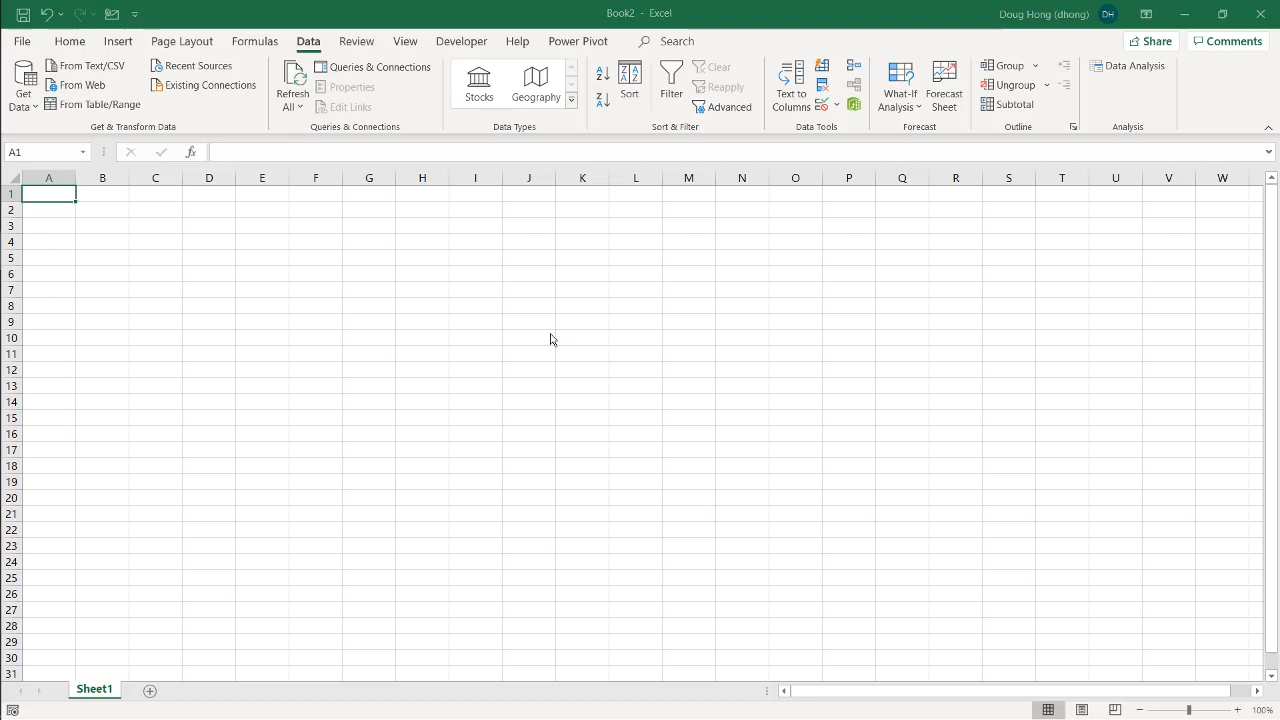 Book2 - Excel
Doug Hong (dhong) DH
File Home Insert Page Layout Formulas Data Review View Developer Help Power Pivot Search Share Comments
Get Data
From Text/CSV
From Web
From Table/Range
Recent Sources
Existing Connections
Get & Transform Data
Refresh All
Queries & Connections
Properties
Edit Links
Queries & Connections
Stocks
Geography
Data Types
Sort
Filter
Clear
Reapply
Advanced
Sort & Filter
Text to Columns
Data Tools
What-If Analysis
Forecast Sheet
Forecast
Group
Ungroup
Subtotal
Outline
Data Analysis
Analysis
A1 fx
A B C D E F G H I J K L M N O P Q R S T U V W
1
2
3
4
5
6
7
8
9
10
11
12
13
14
15
16
17
18
19
20
21
22
23
24
25
26
27
28
29
30
31
Sheet1
100%